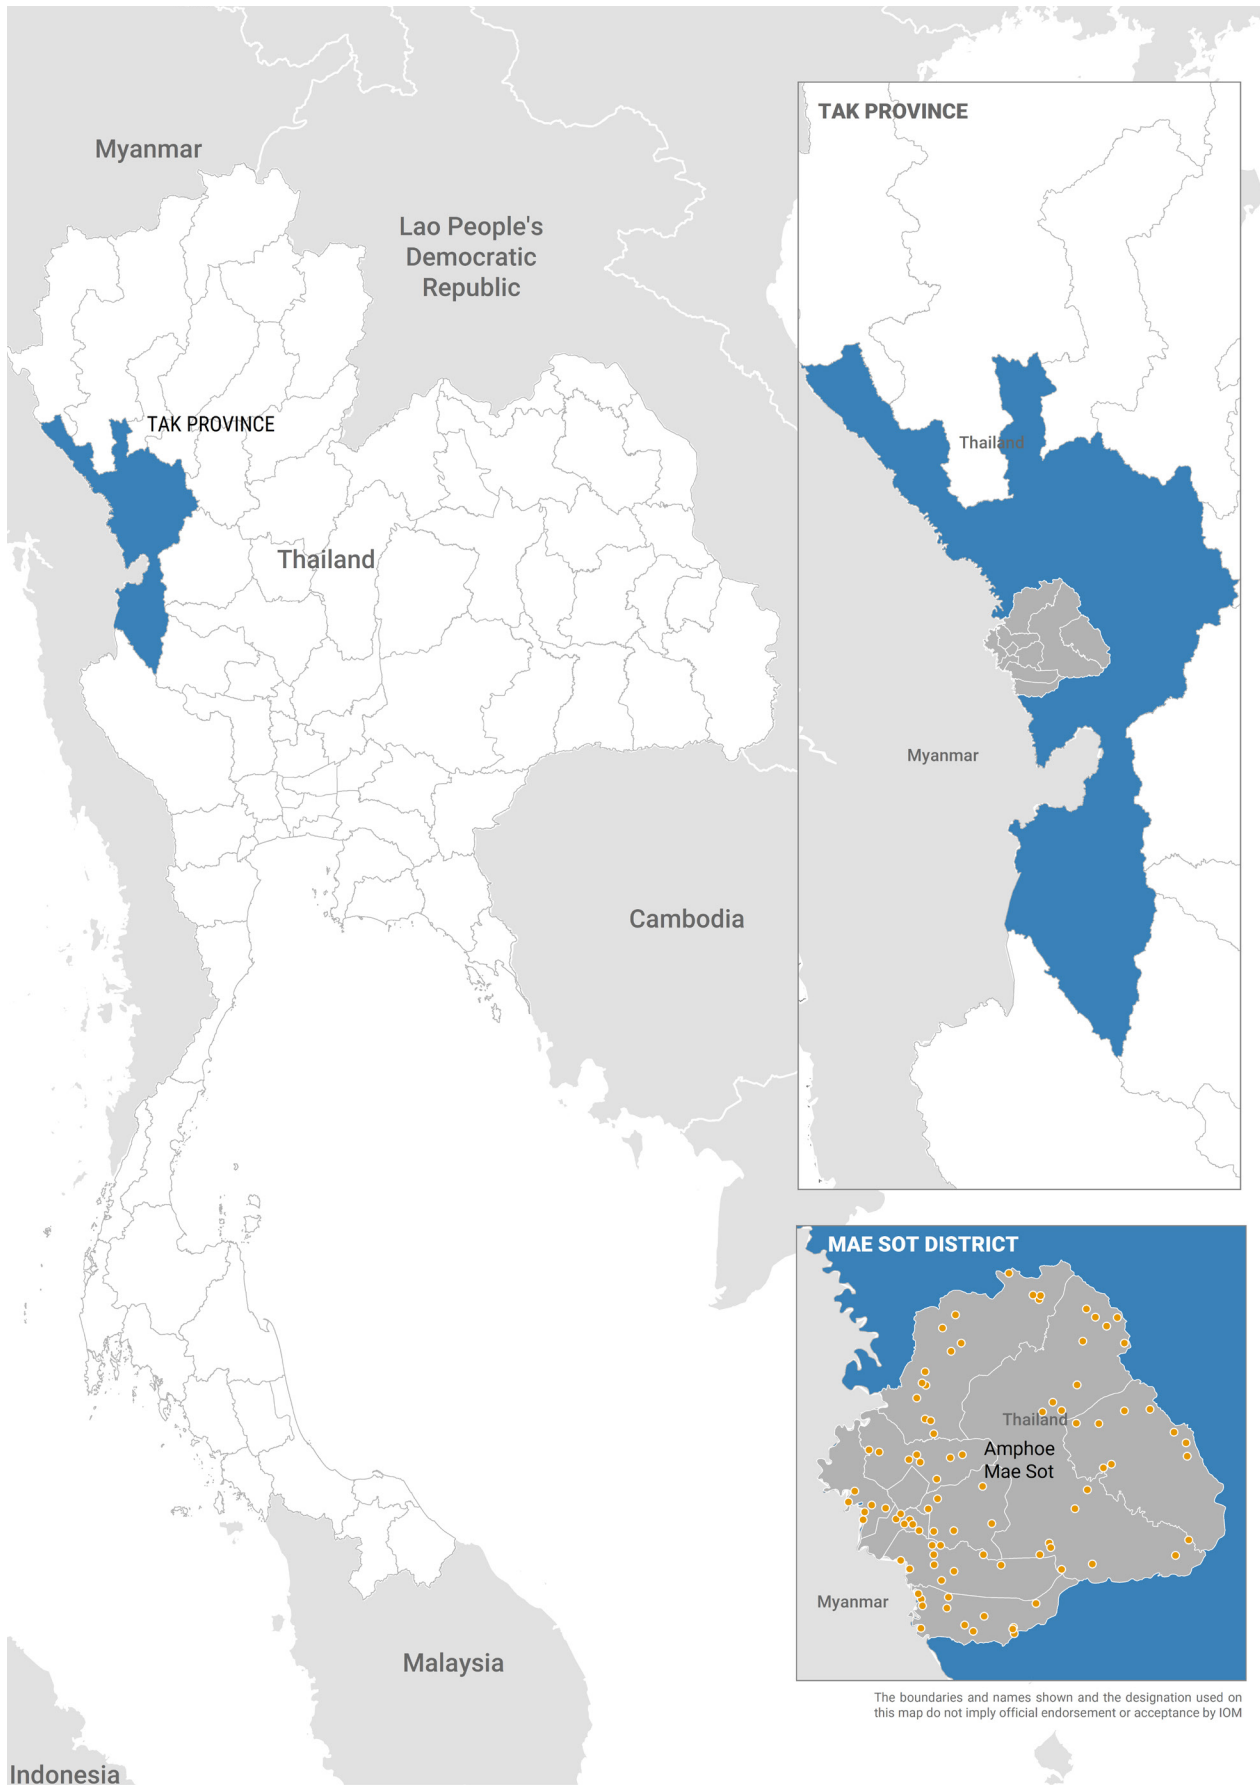 Myanmar
Lao People's
Democratic
Republic
TAK PROVINCE
Thailand
Cambodia
Malaysia
Indonesia
TAK PROVINCE
Thailand
Myanmar
MAE SOT DISTRICT
Thailand
Amphoe
Mae Sot
Myanmar
The boundaries and names shown and the designation used on
this map do not imply official endorsement or acceptance by IOM